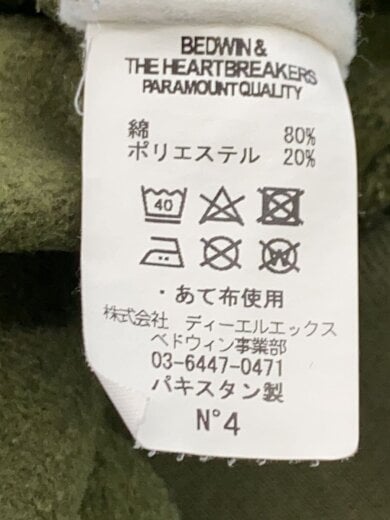 BEDWIN &
THE HEARTBREAKERS
PARAMOUNT QUALITY
綿 80%
ポリエステル 20%
40
W
・あて布使用
株式会社 ディーエルエックス
ベドウィン事業部
03-6447-0471
パキスタン製
N°4